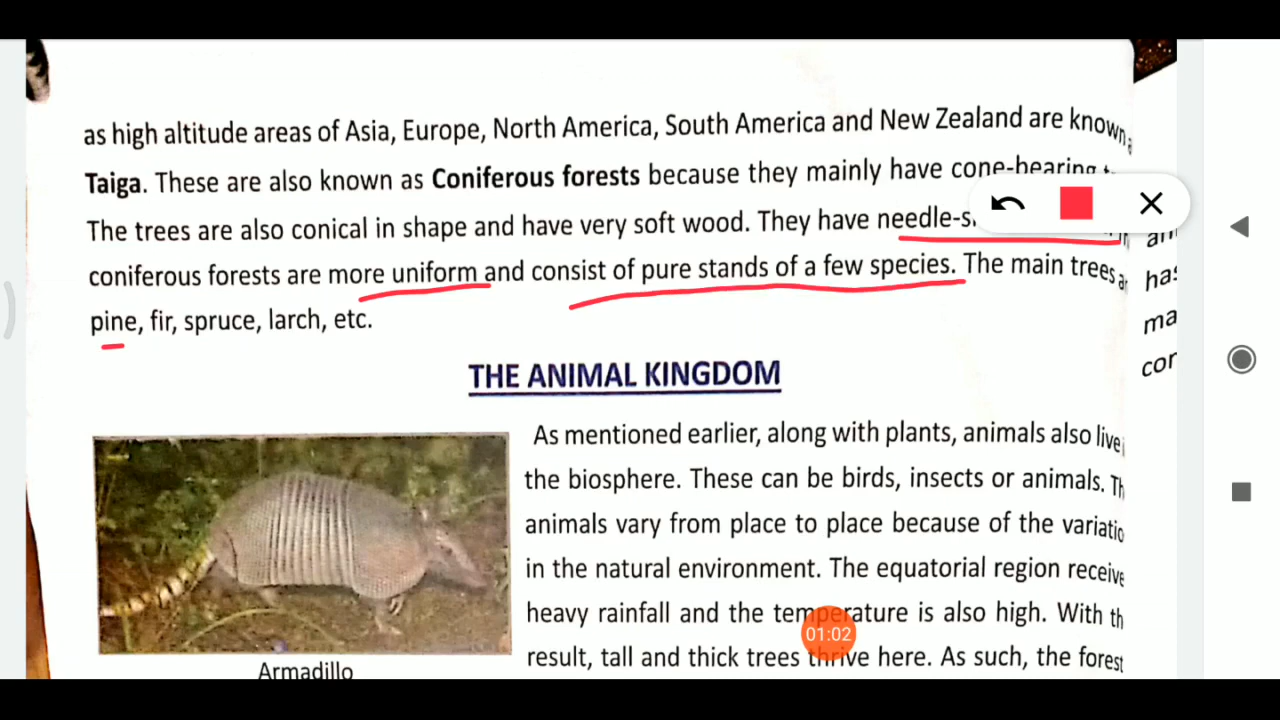 as high altitude areas of Asia, Europe, North America, South America and New Zealand are known
Taiga. These are also known as Coniferous forests because they mainly have cone-bearing
The trees are also conical in shape and have very soft wood. They have needle-s
coniferous forests are more uniform and consist of pure stands of a few species. The main trees
pine, fir, spruce, larch, etc.
THE ANIMAL KINGDOM
As mentioned earlier, along with plants, animals also live
the biosphere. These can be birds, insects or animals. Th
animals vary from place to place because of the variatio
in the natural environment. The equatorial region receive
heavy rainfall and the temperature is also high. With th
result, tall and thick trees thrive here. As such, the forest
Armadillo
has
ma
cor
01:02